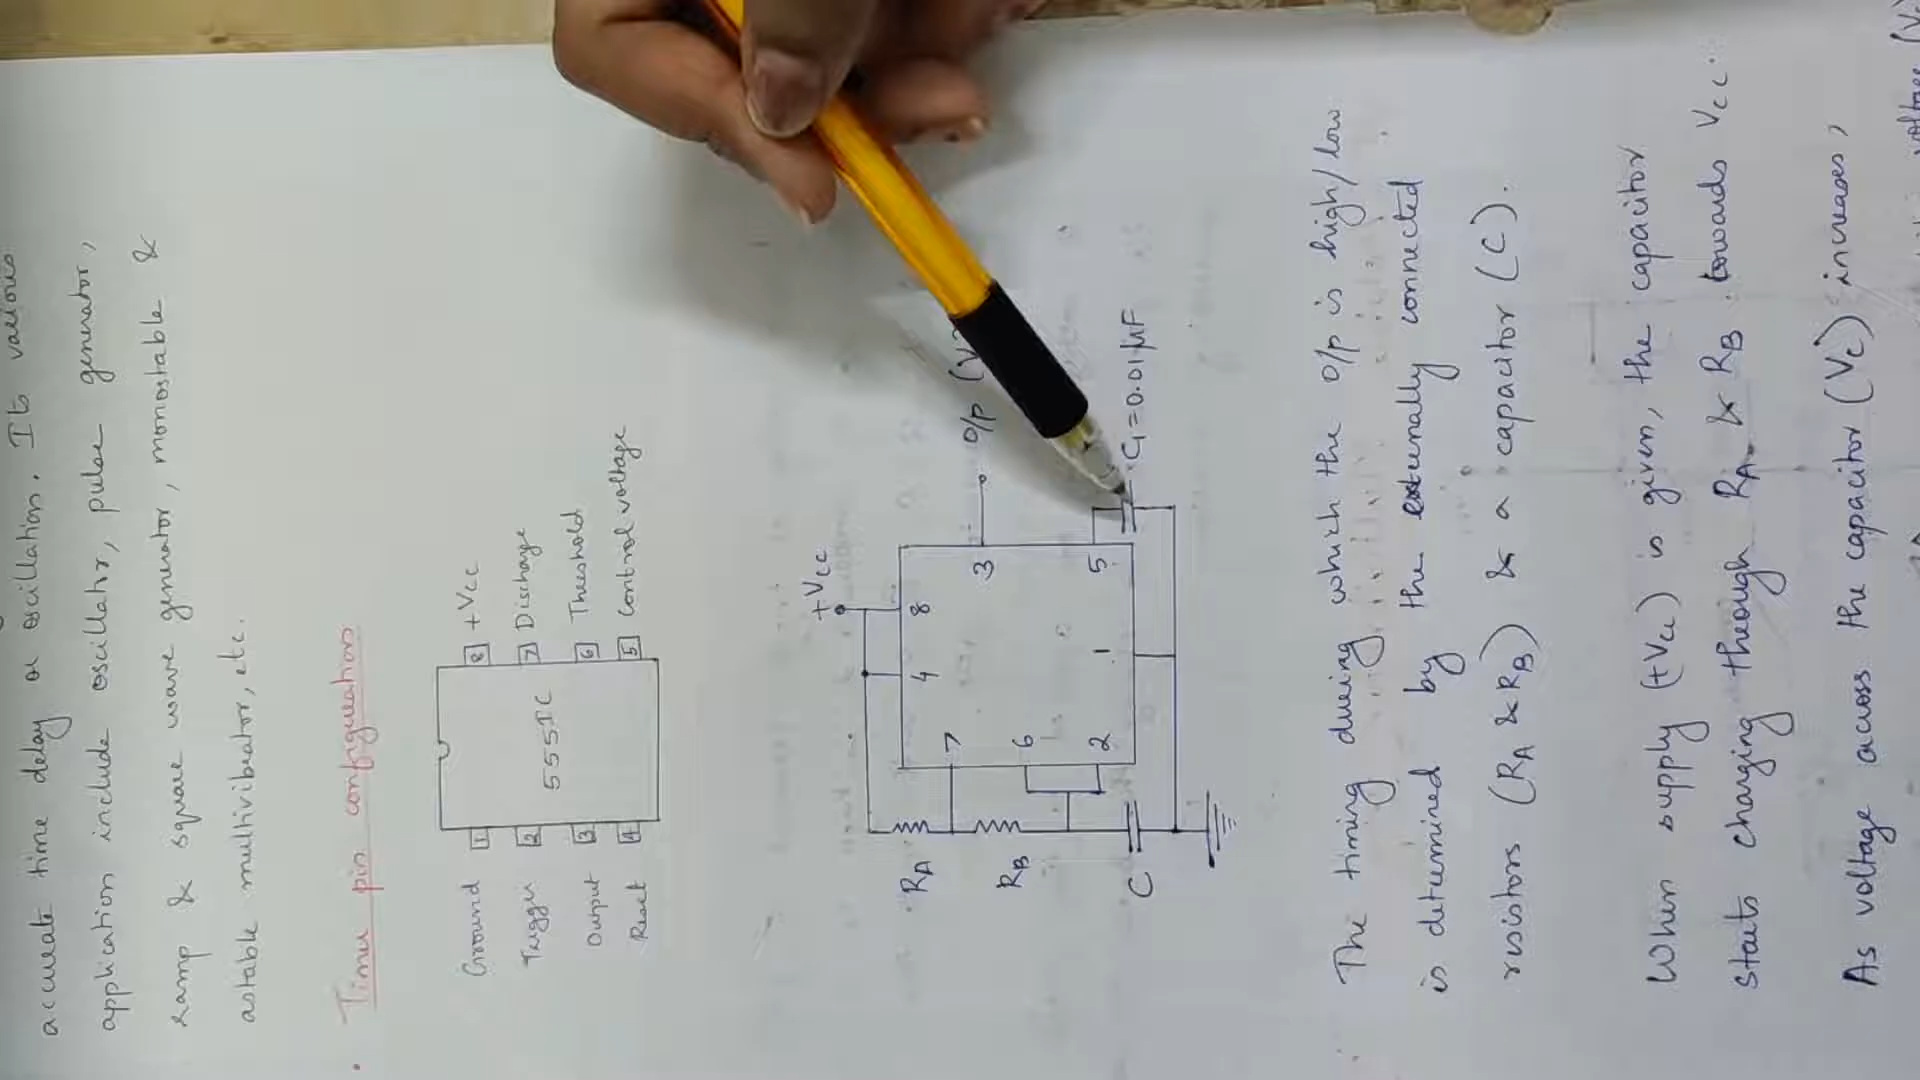 accurate time delay or oscillation. Its various
application include oscillator, pulse generator,
ramp & square wave generator, monostable &
astable multivibrator, etc.
Timer pin configuration
Ground 1 8 +Vcc
Trigger 2 7 Discharge
Output 3 6 Threshold
Reset 4 5 Control voltage
555IC
+Vcc
RA 7 4 8
3 o/p
RB 6
2 1 5
C C1 = 0.01 µF
The timing during which the o/p is high/low
is determined by the externally connected
resistors (RA & RB) & a capacitor (C).
When supply (+Vcc) is given, the capacitor
starts charging through RA & RB towards Vcc.
As voltage across the capacitor (Vc) increases,
voltage